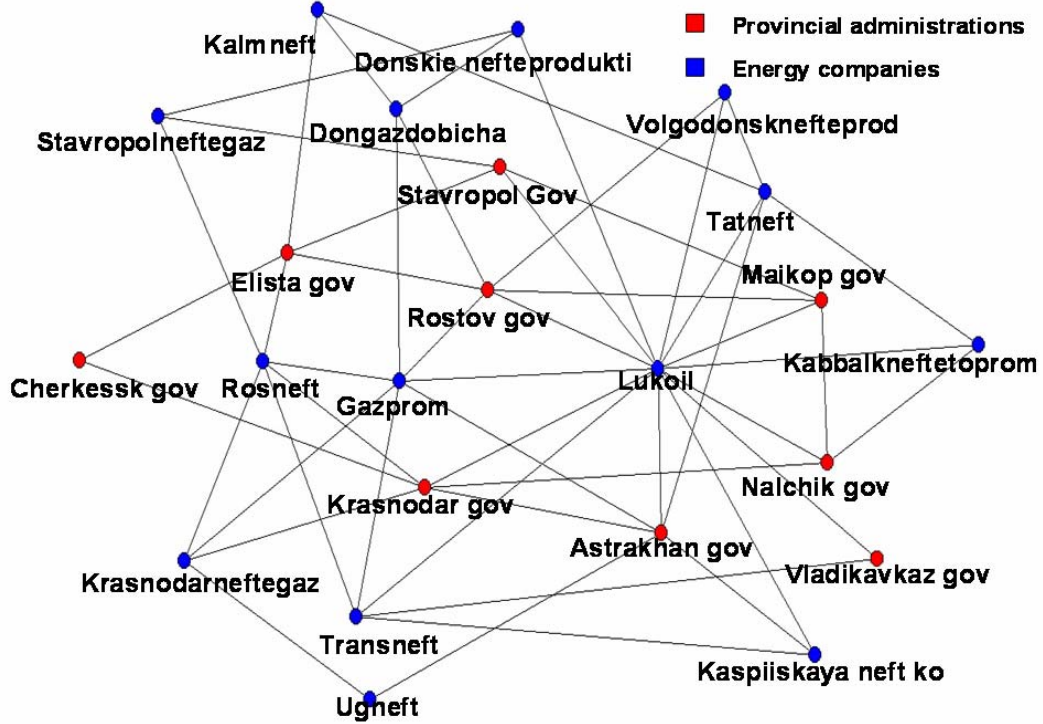 Provincial administrations
Kalmneft
Donskie nefteprodukti
Energy companies
Volgodonsknefteprod
Stavropolneftegaz
Dongazdobicha
Stavropol Gov
Tatneft
Elista gov
Maikop gov
Rostov gov
Cherkessk gov
Rosneft
Gazprom
Lukoil
Kabbalkneftetoprom
Krasnodar gov
Nalchik gov
Astrakhan gov
Krasnodarneftegaz
Vladikavkaz gov
Transneft
Kaspiiskaya neft ko
Ugneft